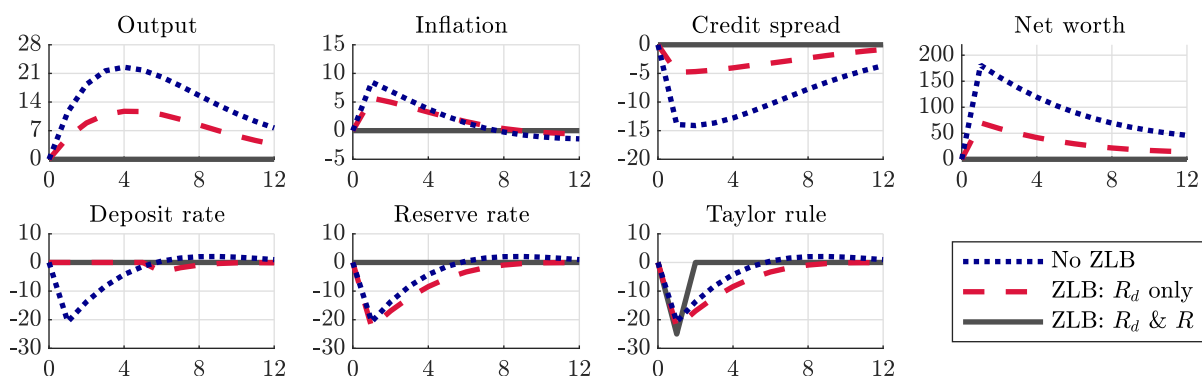 Output
28
21
14
7
0
0 4 8 12
Inflation
15
10
5
0
-5
0 4 8 12
Credit spread
0
-5
-10
-15
-20
0 4 8 12
Net worth
200
150
100
50
0
0 4 8 12
Deposit rate
10
0
-10
-20
-30
0 4 8 12
Reserve rate
10
0
-10
-20
-30
0 4 8 12
Taylor rule
10
0
-10
-20
-30
0 4 8 12
No ZLB
ZLB: R_d only
ZLB: R_d & R